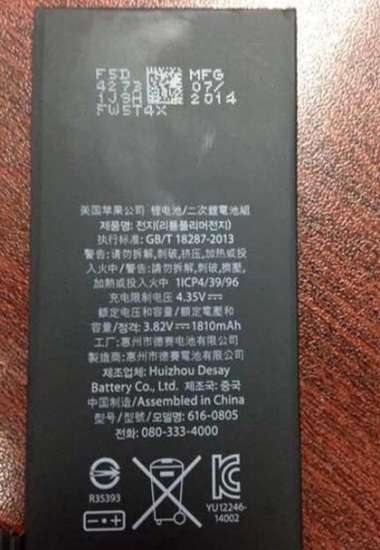 F5D MFG
4273 07/
1J9A 2014
FW5T4X
美国苹果公司 锂电池/二次鋰電池組
제품명: 전지(리튬폴리머전지)
执行标准: GB/T 18287-2013
警告: 请勿拆解,刺破,挤压,加热或投
入火中 / 警告: 請勿拆解,刺破,擠壓,
加熱或投入火中 1ICP4/39/96
充电限制电压 4.35V⎓
额定电压和容量/ 額定電壓和
容量/정격: 3.82V⎓1810mAh
工厂: 惠州市德赛电池有限公司
製造商: 惠州市德賽電池有限公司
제조업체: Huizhou Desay
Battery Co., Ltd. 제조국: 중국
中国制造/Assembled in China
型号/ 型號/모델명: 616-0805
전화: 080-333-4000
R35393
YU12246-
14002